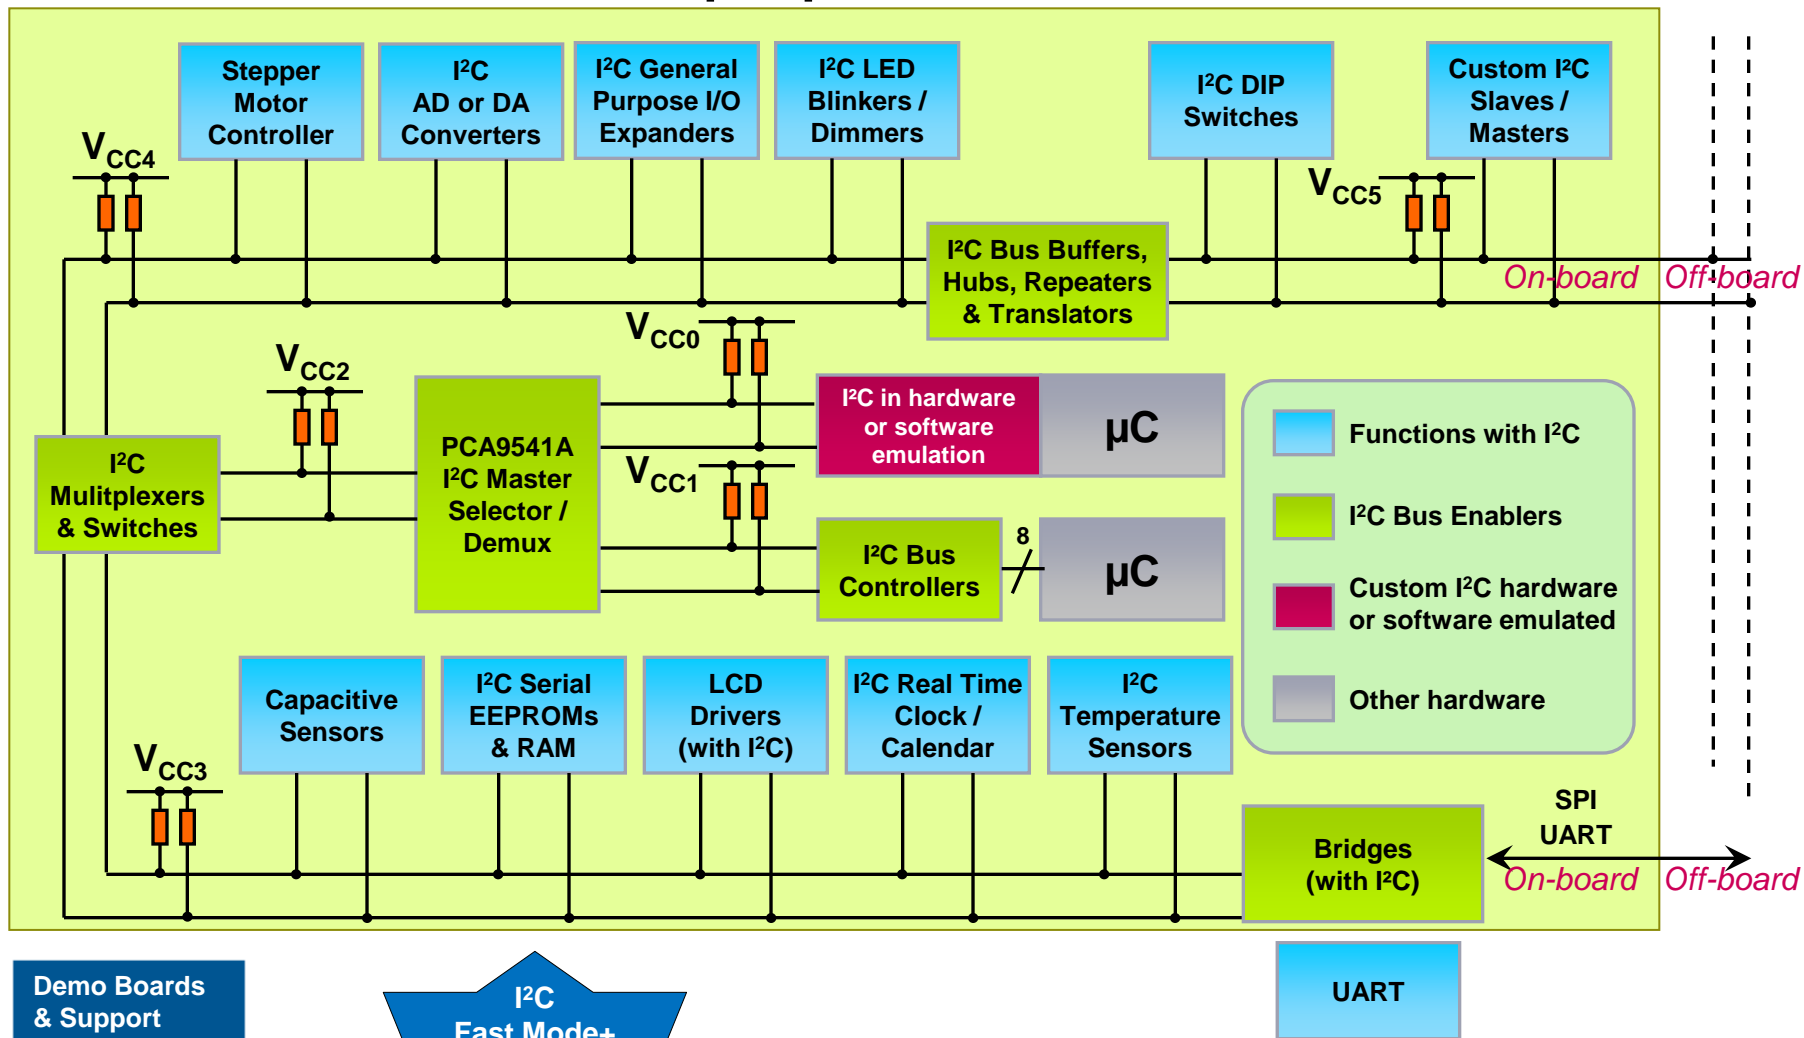 Stepper
Motor
Controller
I²C
AD or DA
Converters
I²C General
Purpose I/O
Expanders
I²C LED
Blinkers /
Dimmers
I²C DIP
Switches
Custom I²C
Slaves /
Masters
VCC4
VCC5
I²C Bus Buffers,
Hubs, Repeaters
& Translators
On-board Off-board
VCC0
VCC2
I²C in hardware
or software
emulation
µC
PCA9541A
I²C Master
Selector /
Demux
I²C
Mulitplexers
& Switches
VCC1
I²C Bus
Controllers
8
µC
Functions with I²C
I²C Bus Enablers
Custom I²C hardware
or software emulated
Other hardware
Capacitive
Sensors
I²C Serial
EEPROMs
& RAM
LCD
Drivers
(with I²C)
I²C Real Time
Clock /
Calendar
I²C
Temperature
Sensors
VCC3
SPI
UART
Bridges
(with I²C)
On-board Off-board
Demo Boards
& Support
I²C
Fast Mode+
UART